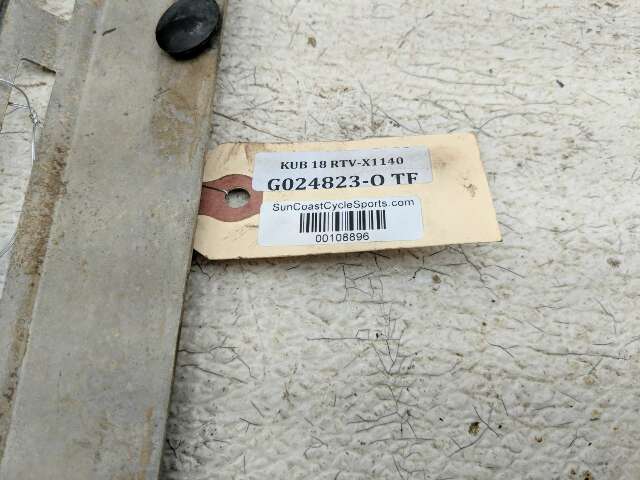 KUB 18 RTV-X1140
G024823-O TF
SunCoastCycleSports.com
00108896